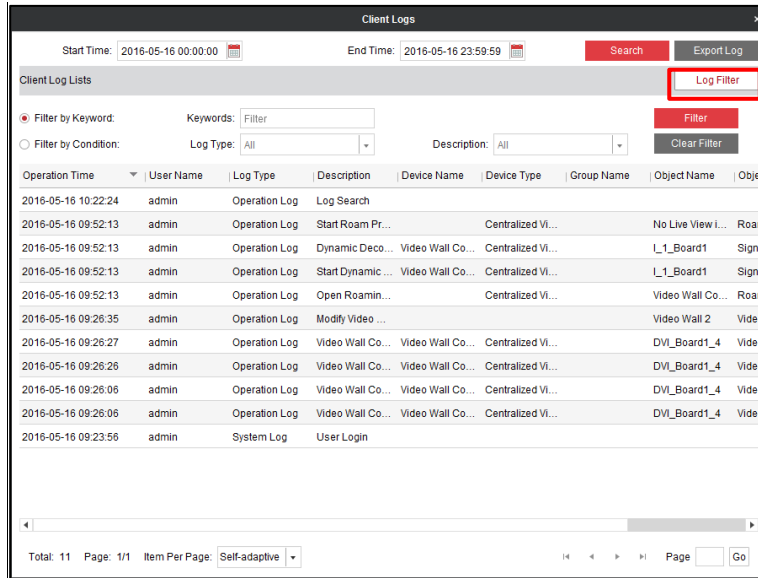 Client Logs ×
Start Time: 2016-05-16 00:00:00 End Time: 2016-05-16 23:59:59 Search Export Log
Client Log Lists Log Filter
Filter by Keyword: Keywords: Filter Filter
Filter by Condition: Log Type: All Description: All Clear Filter
Operation Time User Name Log Type Description Device Name Device Type Group Name Object Name Obje
2016-05-16 10:22:24 admin Operation Log Log Search
2016-05-16 09:52:13 admin Operation Log Start Roam Pr... Centralized Vi... No Live View i... Roa
2016-05-16 09:52:13 admin Operation Log Dynamic Deco... Video Wall Co... Centralized Vi... I_1_Board1 Sign
2016-05-16 09:52:13 admin Operation Log Start Dynamic ... Video Wall Co... Centralized Vi... I_1_Board1 Sign
2016-05-16 09:52:13 admin Operation Log Open Roamin... Centralized Vi... Video Wall Co... Roa
2016-05-16 09:26:35 admin Operation Log Modify Video ... Video Wall 2 Vide
2016-05-16 09:26:27 admin Operation Log Video Wall Co... Video Wall Co... Centralized Vi... DVI_Board1_4 Vide
2016-05-16 09:26:26 admin Operation Log Video Wall Co... Video Wall Co... Centralized Vi... DVI_Board1_4 Vide
2016-05-16 09:26:06 admin Operation Log Video Wall Co... Video Wall Co... Centralized Vi... DVI_Board1_4 Vide
2016-05-16 09:26:06 admin Operation Log Video Wall Co... Video Wall Co... Centralized Vi... DVI_Board1_4 Vide
2016-05-16 09:23:56 admin System Log User Login
Total: 11 Page: 1/1 Item Per Page: Self-adaptive Page Go